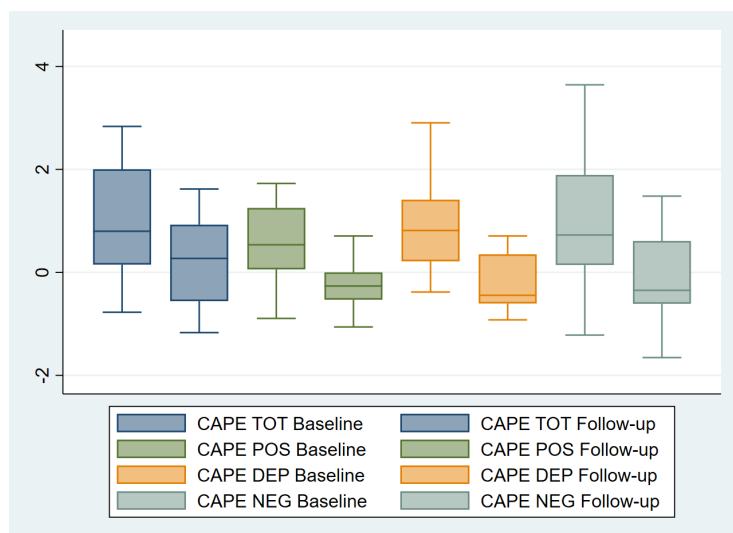 4
2
0
-2
CAPE TOT Baseline CAPE TOT Follow-up
CAPE POS Baseline CAPE POS Follow-up
CAPE DEP Baseline CAPE DEP Follow-up
CAPE NEG Baseline CAPE NEG Follow-up